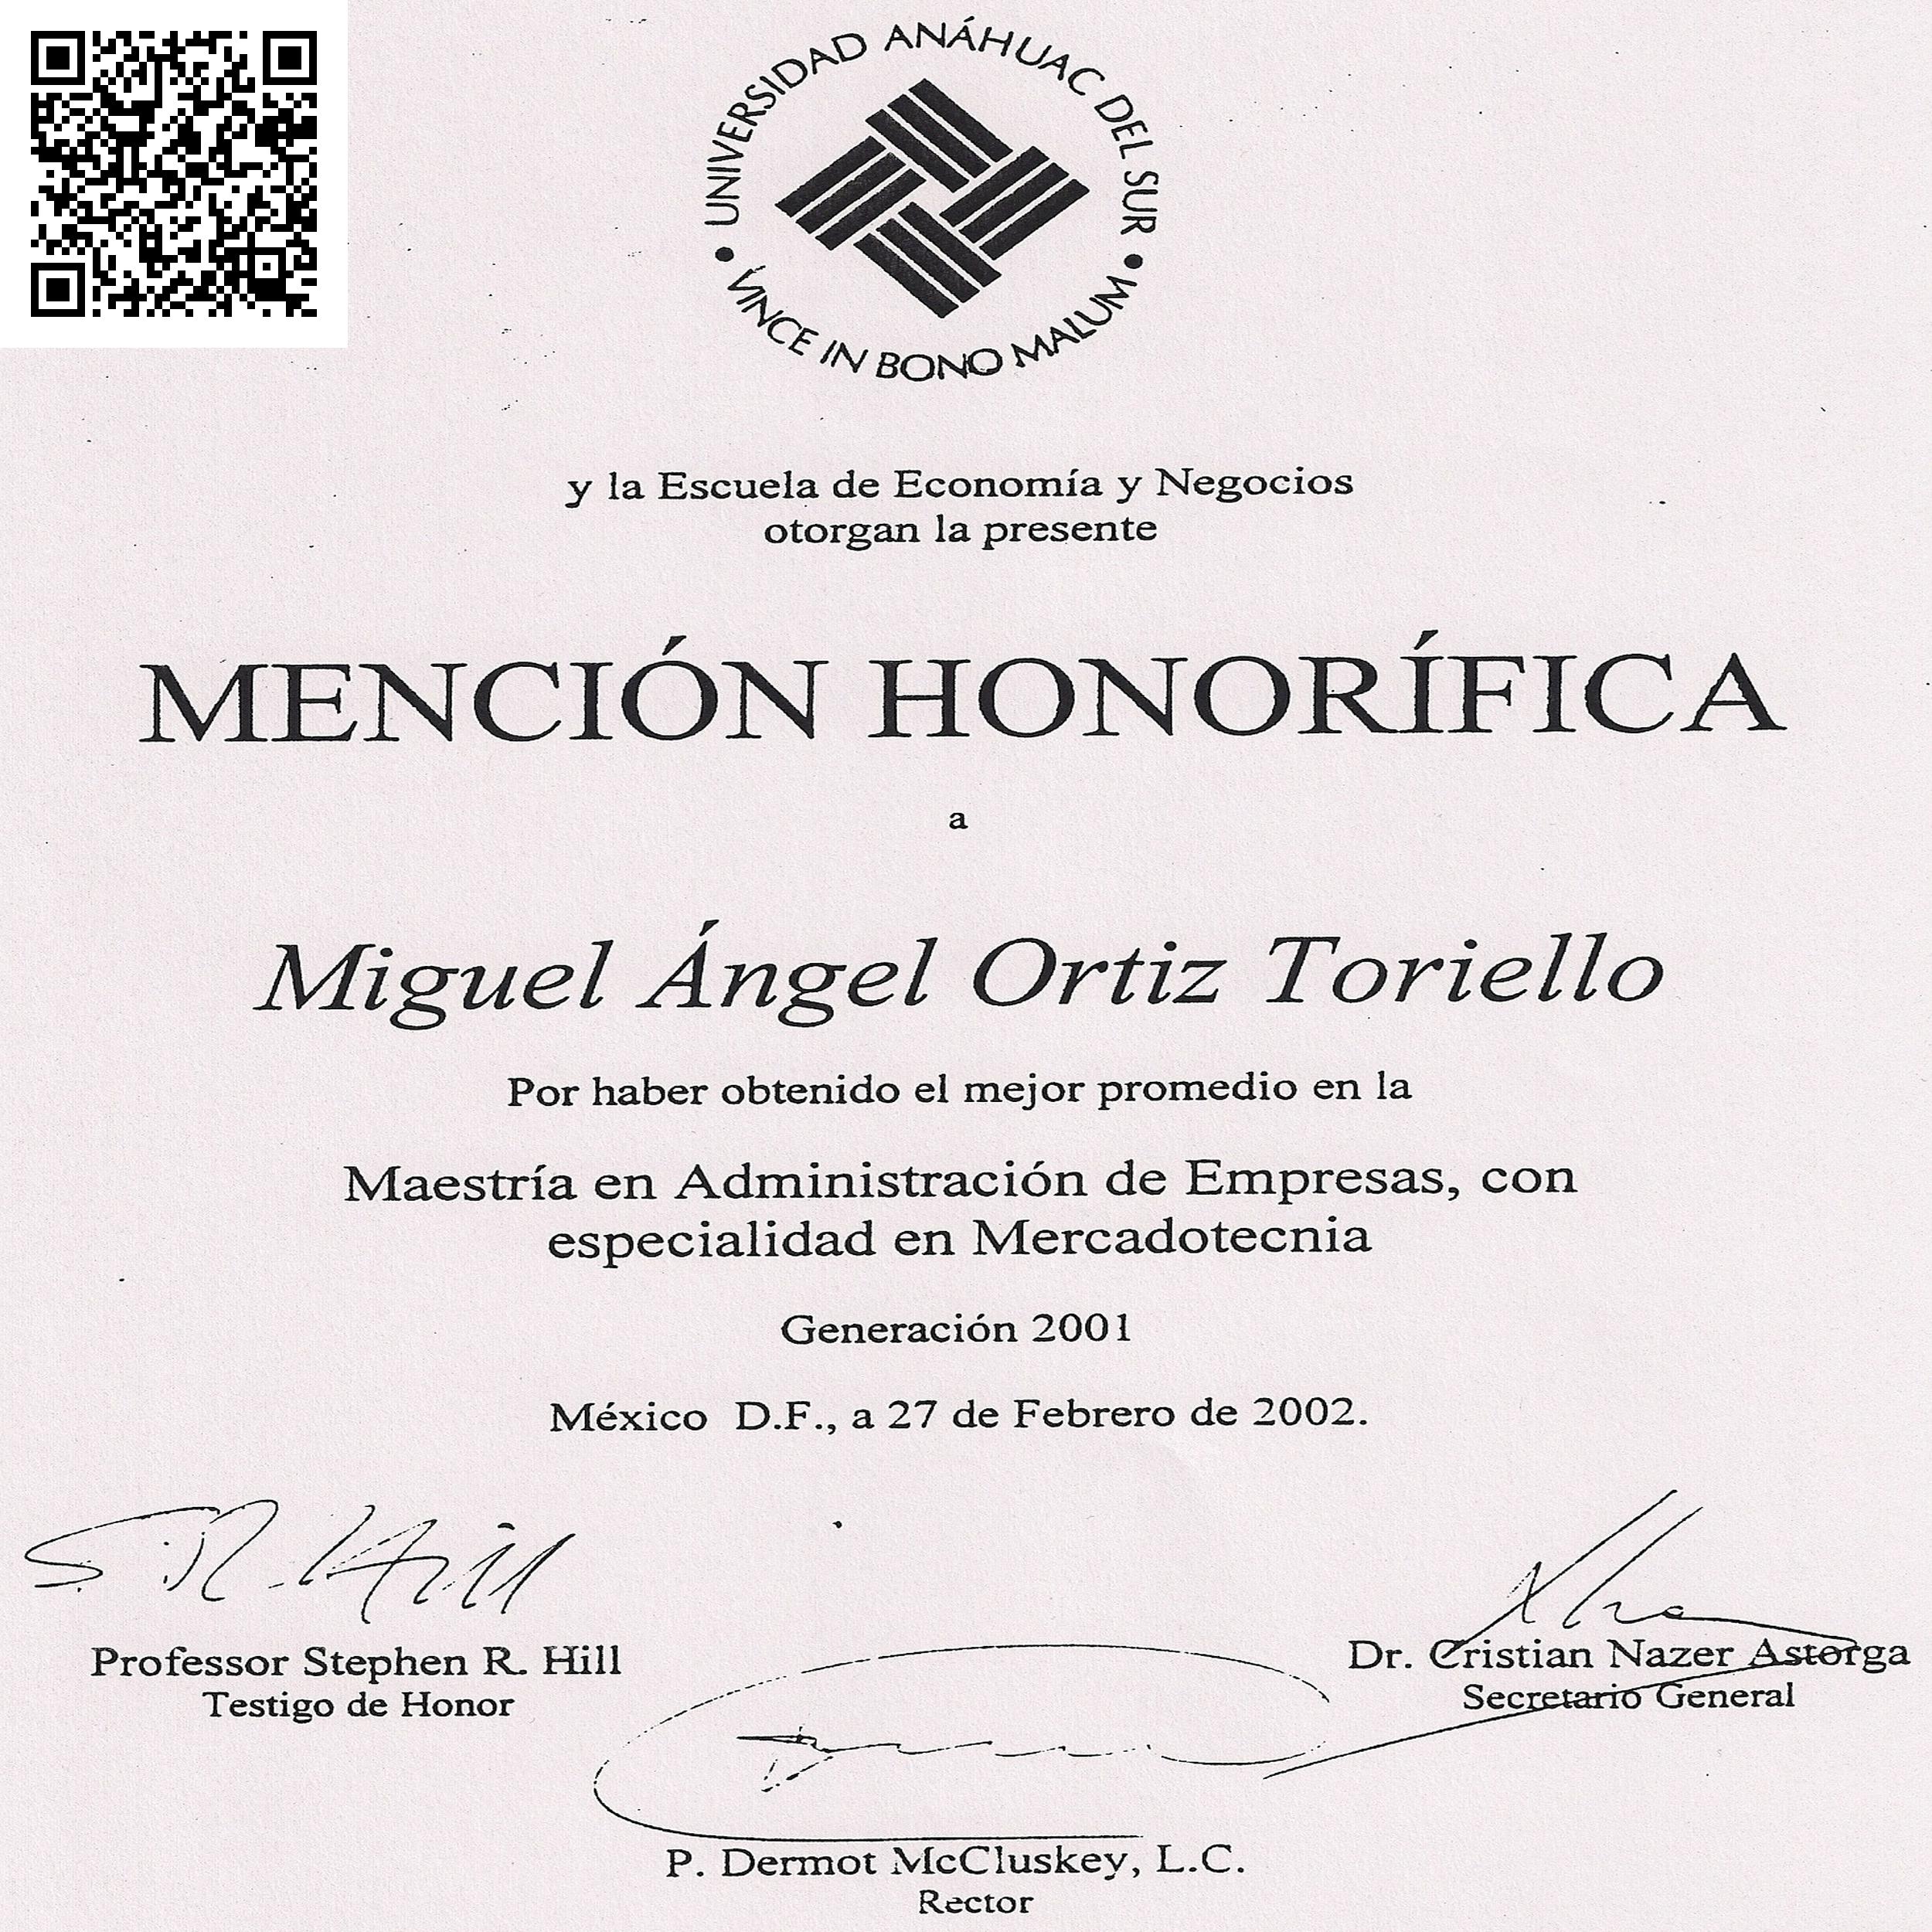 UNIVERSIDAD ANÁHUAC DEL SUR
VINCE IN BONO MALUM
y la Escuela de Economía y Negocios
otorgan la presente
MENCIÓN HONORÍFICA
a
Miguel Ángel Ortiz Toriello
Por haber obtenido el mejor promedio en la
Maestría en Administración de Empresas, con
especialidad en Mercadotecnia
Generación 2001
México D.F., a 27 de Febrero de 2002.
S. R. Hill
Professor Stephen R. Hill
Testigo de Honor
Dr. Cristian Nazer Astorga
Secretario General
P. Dermot McCluskey, L.C.
Rector